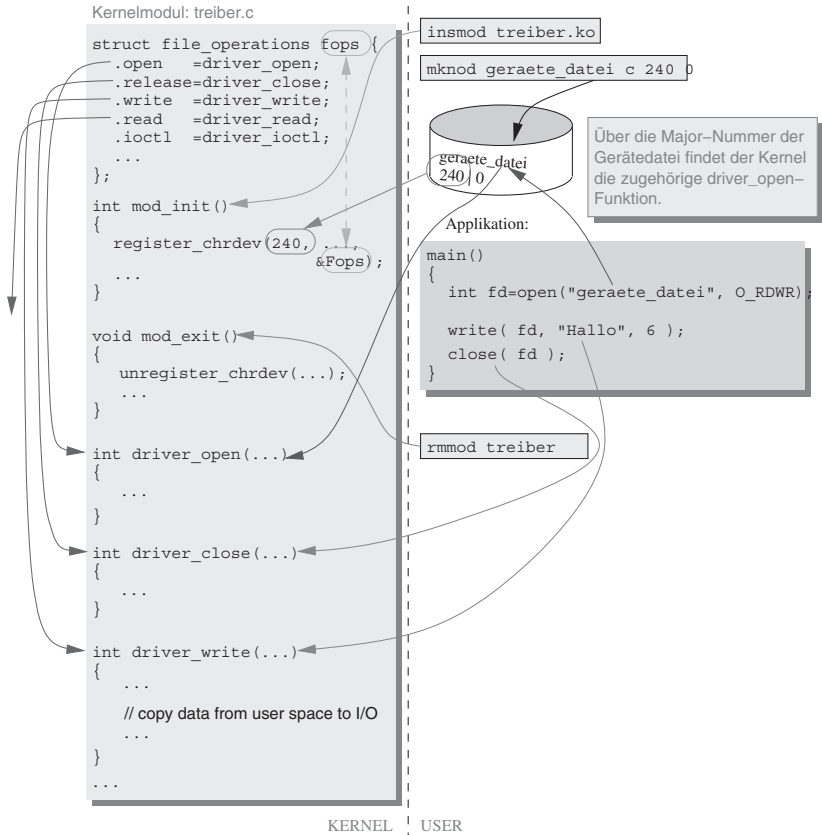 Kernelmodul: treiber.c
struct file_operations fops {
.open =driver_open;
.release=driver_close;
.write =driver_write;
.read =driver_read;
.ioctl =driver_ioctl;
...
};
int mod_init()
{
register_chrdev(240, ...,
&Fops);
...
}
void mod_exit()
{
unregister_chrdev(...);
...
}
int driver_open(...)
{
...
}
int driver_close(...)
{
...
}
int driver_write(...)
{
...
// copy data from user space to I/O
...
}
...
insmod treiber.ko
mknod geraete_datei c 240 0
geraete_datei
240 | 0
Über die Major–Nummer der
Gerätedatei findet der Kernel
die zugehörige driver_open–
Funktion.
Applikation:
main()
{
int fd=open("geraete_datei", O_RDWR);
write( fd, "Hallo", 6 );
close( fd );
}
rmmod treiber
KERNEL
USER